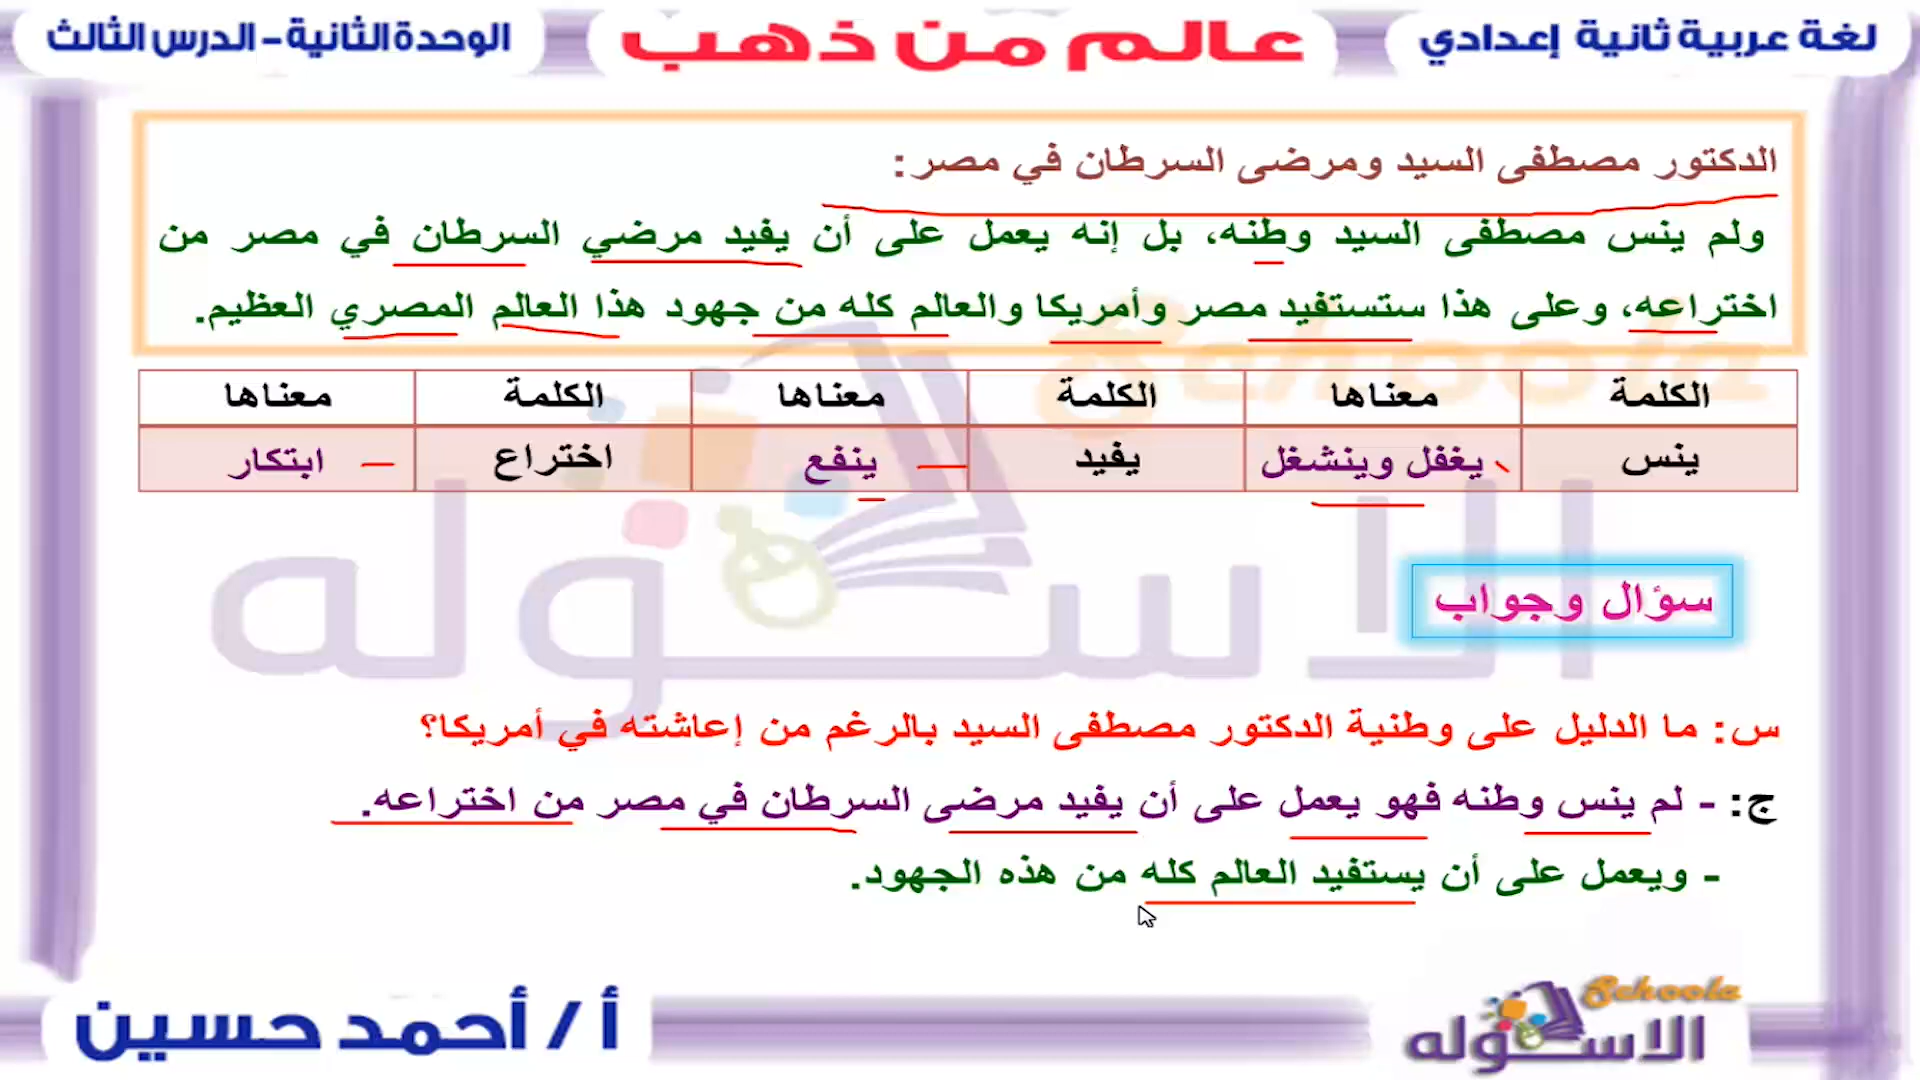 لغة عربية ثانية إعدادي
عالم من ذهب
الوحدة الثانية - الدرس الثالث
الدكتور مصطفى السيد ومرضى السرطان في مصر:
ولم ينس مصطفى السيد وطنه، بل إنه يعمل على أن يفيد مرضي السرطان في مصر من
اختراعه، وعلى هذا ستستفيد مصر وأمريكا والعالم كله من جهود هذا العالم المصري العظيم.
الكلمة معناها الكلمة معناها الكلمة معناها
ينس يغفل وينشغل يفيد ينفع اختراع ابتكار
سؤال وجواب
س: ما الدليل على وطنية الدكتور مصطفى السيد بالرغم من إعاشته في أمريكا؟
ج: - لم ينس وطنه فهو يعمل على أن يفيد مرضى السرطان في مصر من اختراعه.
- ويعمل على أن يستفيد العالم كله من هذه الجهود.
أ / أحمد حسين
Schoola
الاسكوله